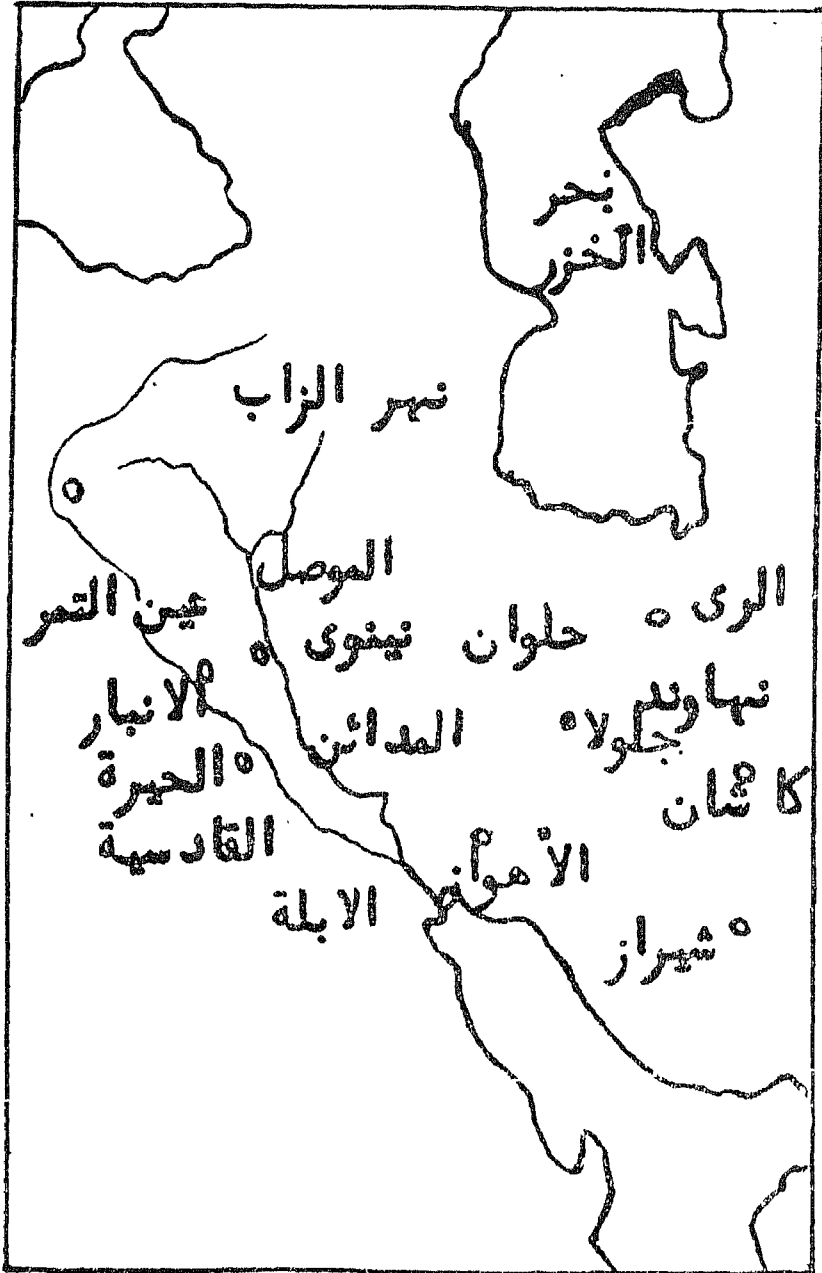 بحر
الخزر
نهر الزاب
الموصل
الرى
حلوان
نينوى
عين التمر
نهاوند
جلولا
المدائن
الانبار
كاشان
الحيرة
القادسية
الأهواز
الابلة
شيراز